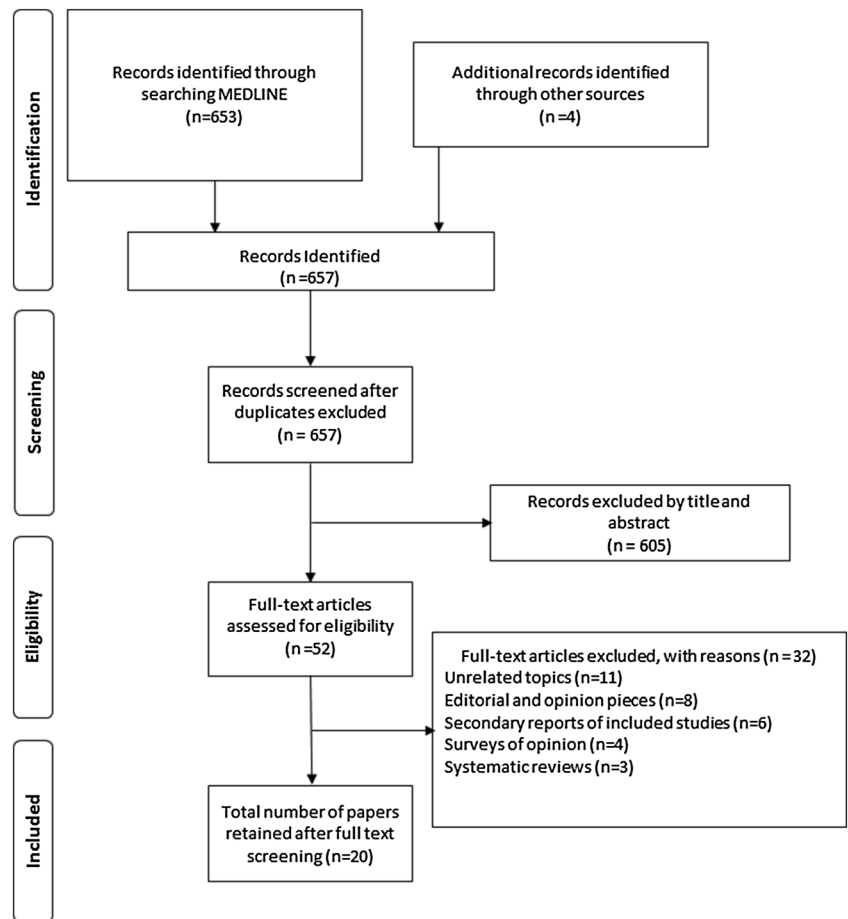 Identification
Records identified through
searching MEDLINE
(n=653)
Additional records identified
through other sources
(n =4)
Records Identified
(n =657)
Screening
Records screened after
duplicates excluded
(n = 657)
Records excluded by title and
abstract
(n = 605)
Eligibility
Full-text articles
assessed for eligibility
(n =52)
Full-text articles excluded, with reasons (n = 32)
Unrelated topics (n=11)
Editorial and opinion pieces (n=8)
Secondary reports of included studies (n=6)
Surveys of opinion (n=4)
Systematic reviews (n=3)
Included
Total number of papers
retained after full text
screening (n=20)